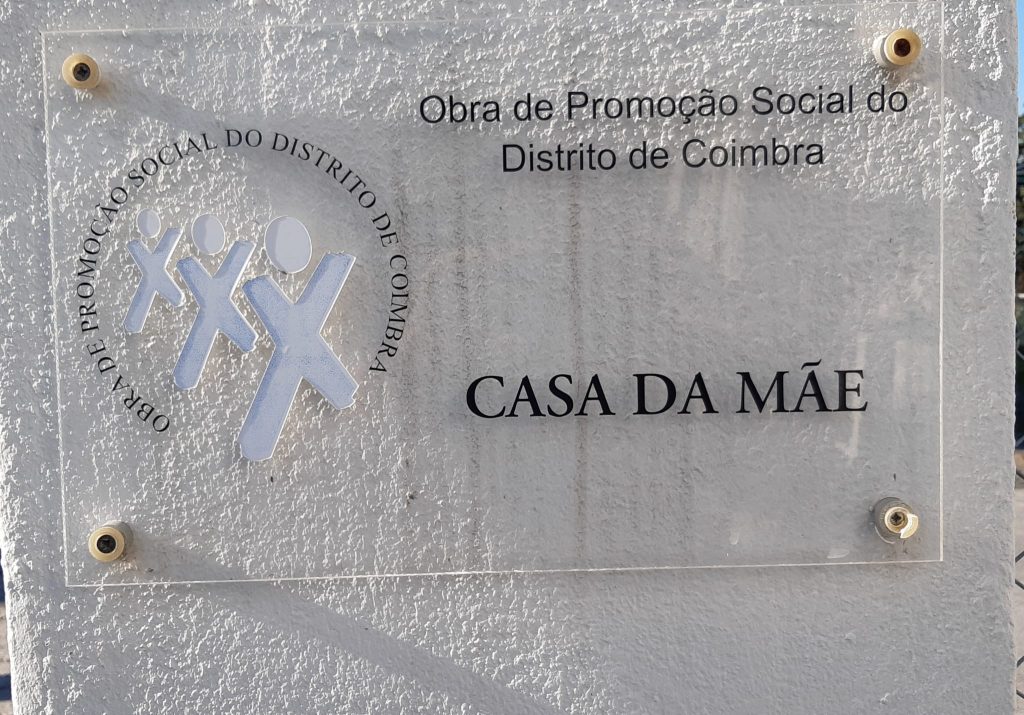 OBRA DE PROMOÇÃO SOCIAL DO DISTRITO DE COIMBRA
Obra de Promoção Social do
Distrito de Coimbra
CASA DA MÃE